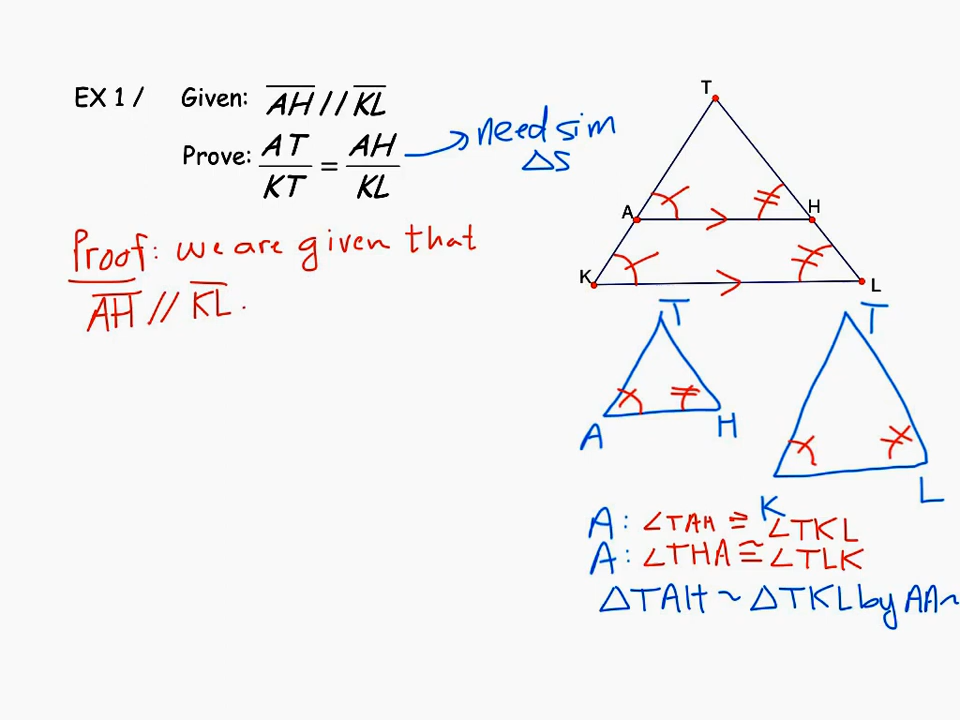 EX 1 / Given: AH // KL
Prove: AT/KT = AH/KL
need sim
△s
Proof: we are given that
AH // KL.
T
A
H
K
L
T
A
H
T
K
L
A: ∠TAH ≅ ∠TKL
A: ∠THA ≅ ∠TLK
△TAH ~ △TKL by AA~